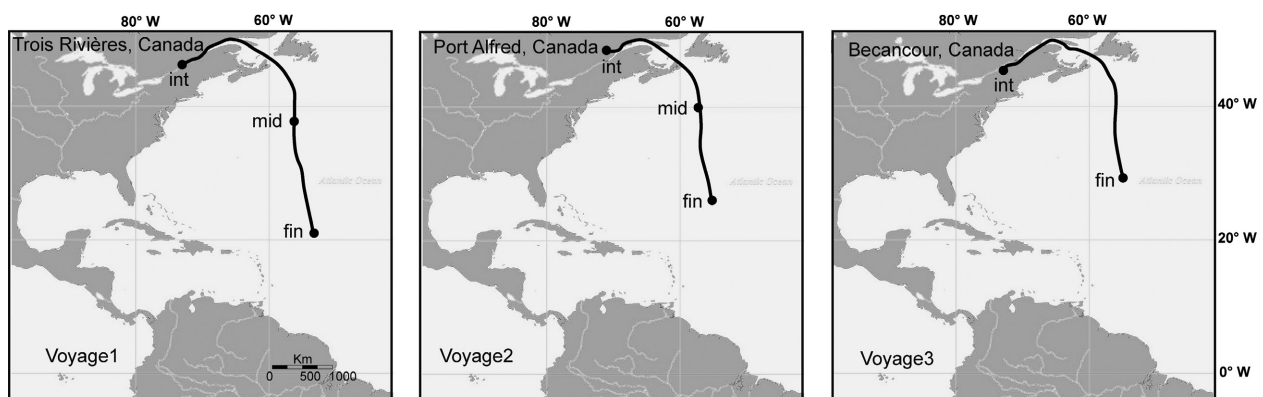 80° W 60° W 80° W 60° W 80° W 60° W
Trois Rivières, Canada
int
mid
Atlantic Ocean
fin
Voyage1
Km
0 500 1000
Port Alfred, Canada
int
mid
Atlantic Ocean
fin
Voyage2
Becancour, Canada
int
Atlantic Ocean
fin
Voyage3
40° W
20° W
0° W